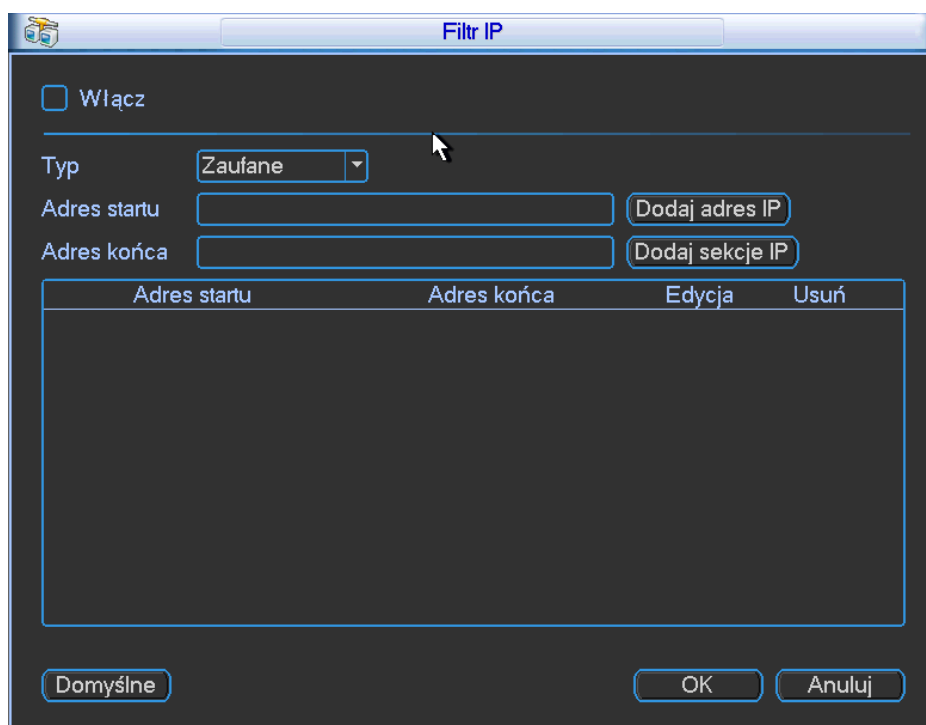 Filtr IP
Włącz
Typ Zaufane
Adres startu Dodaj adres IP
Adres końca Dodaj sekcje IP
Adres startu Adres końca Edycja Usuń
Domyślne OK Anuluj